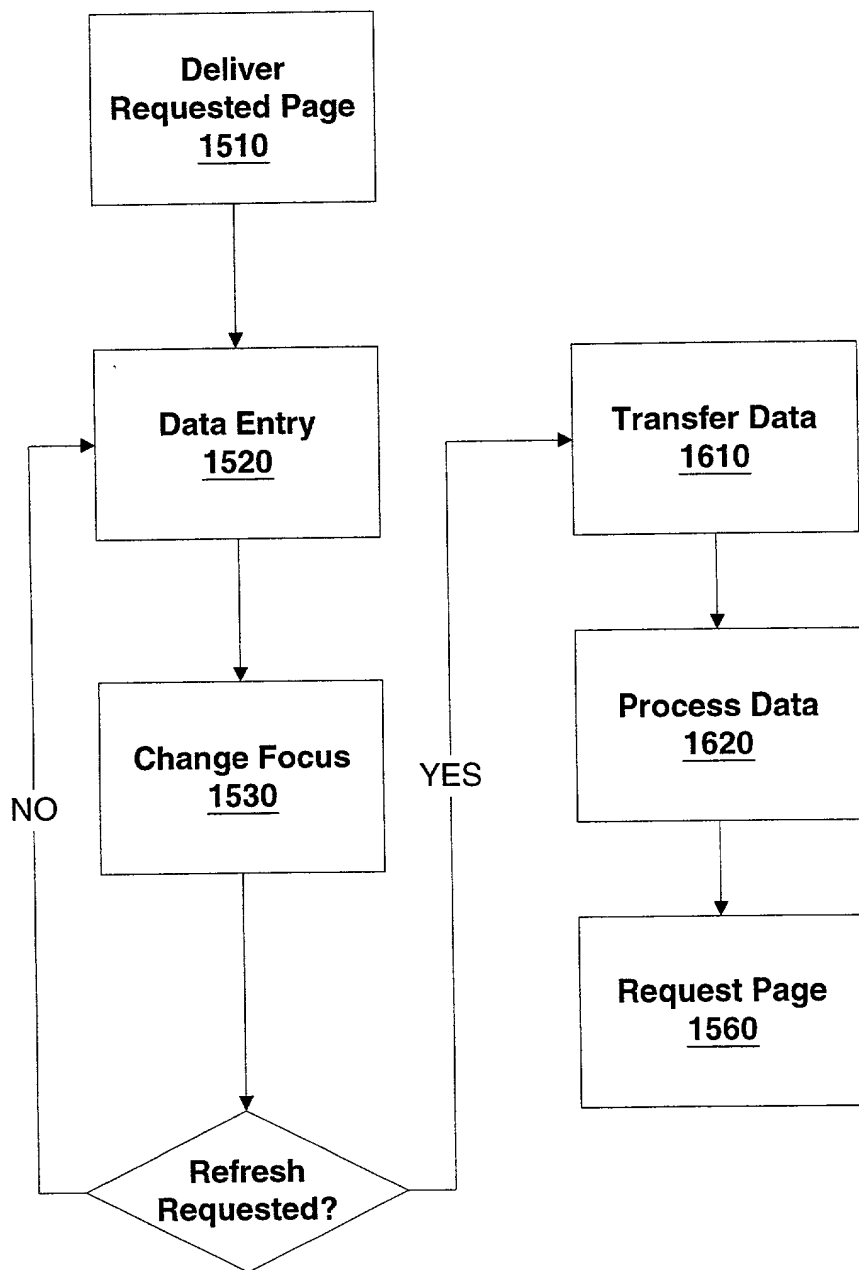 Deliver
Requested Page
1510
Data Entry
1520
Change Focus
1530
NO
Refresh
Requested?
YES
Transfer Data
1610
Process Data
1620
Request Page
1560